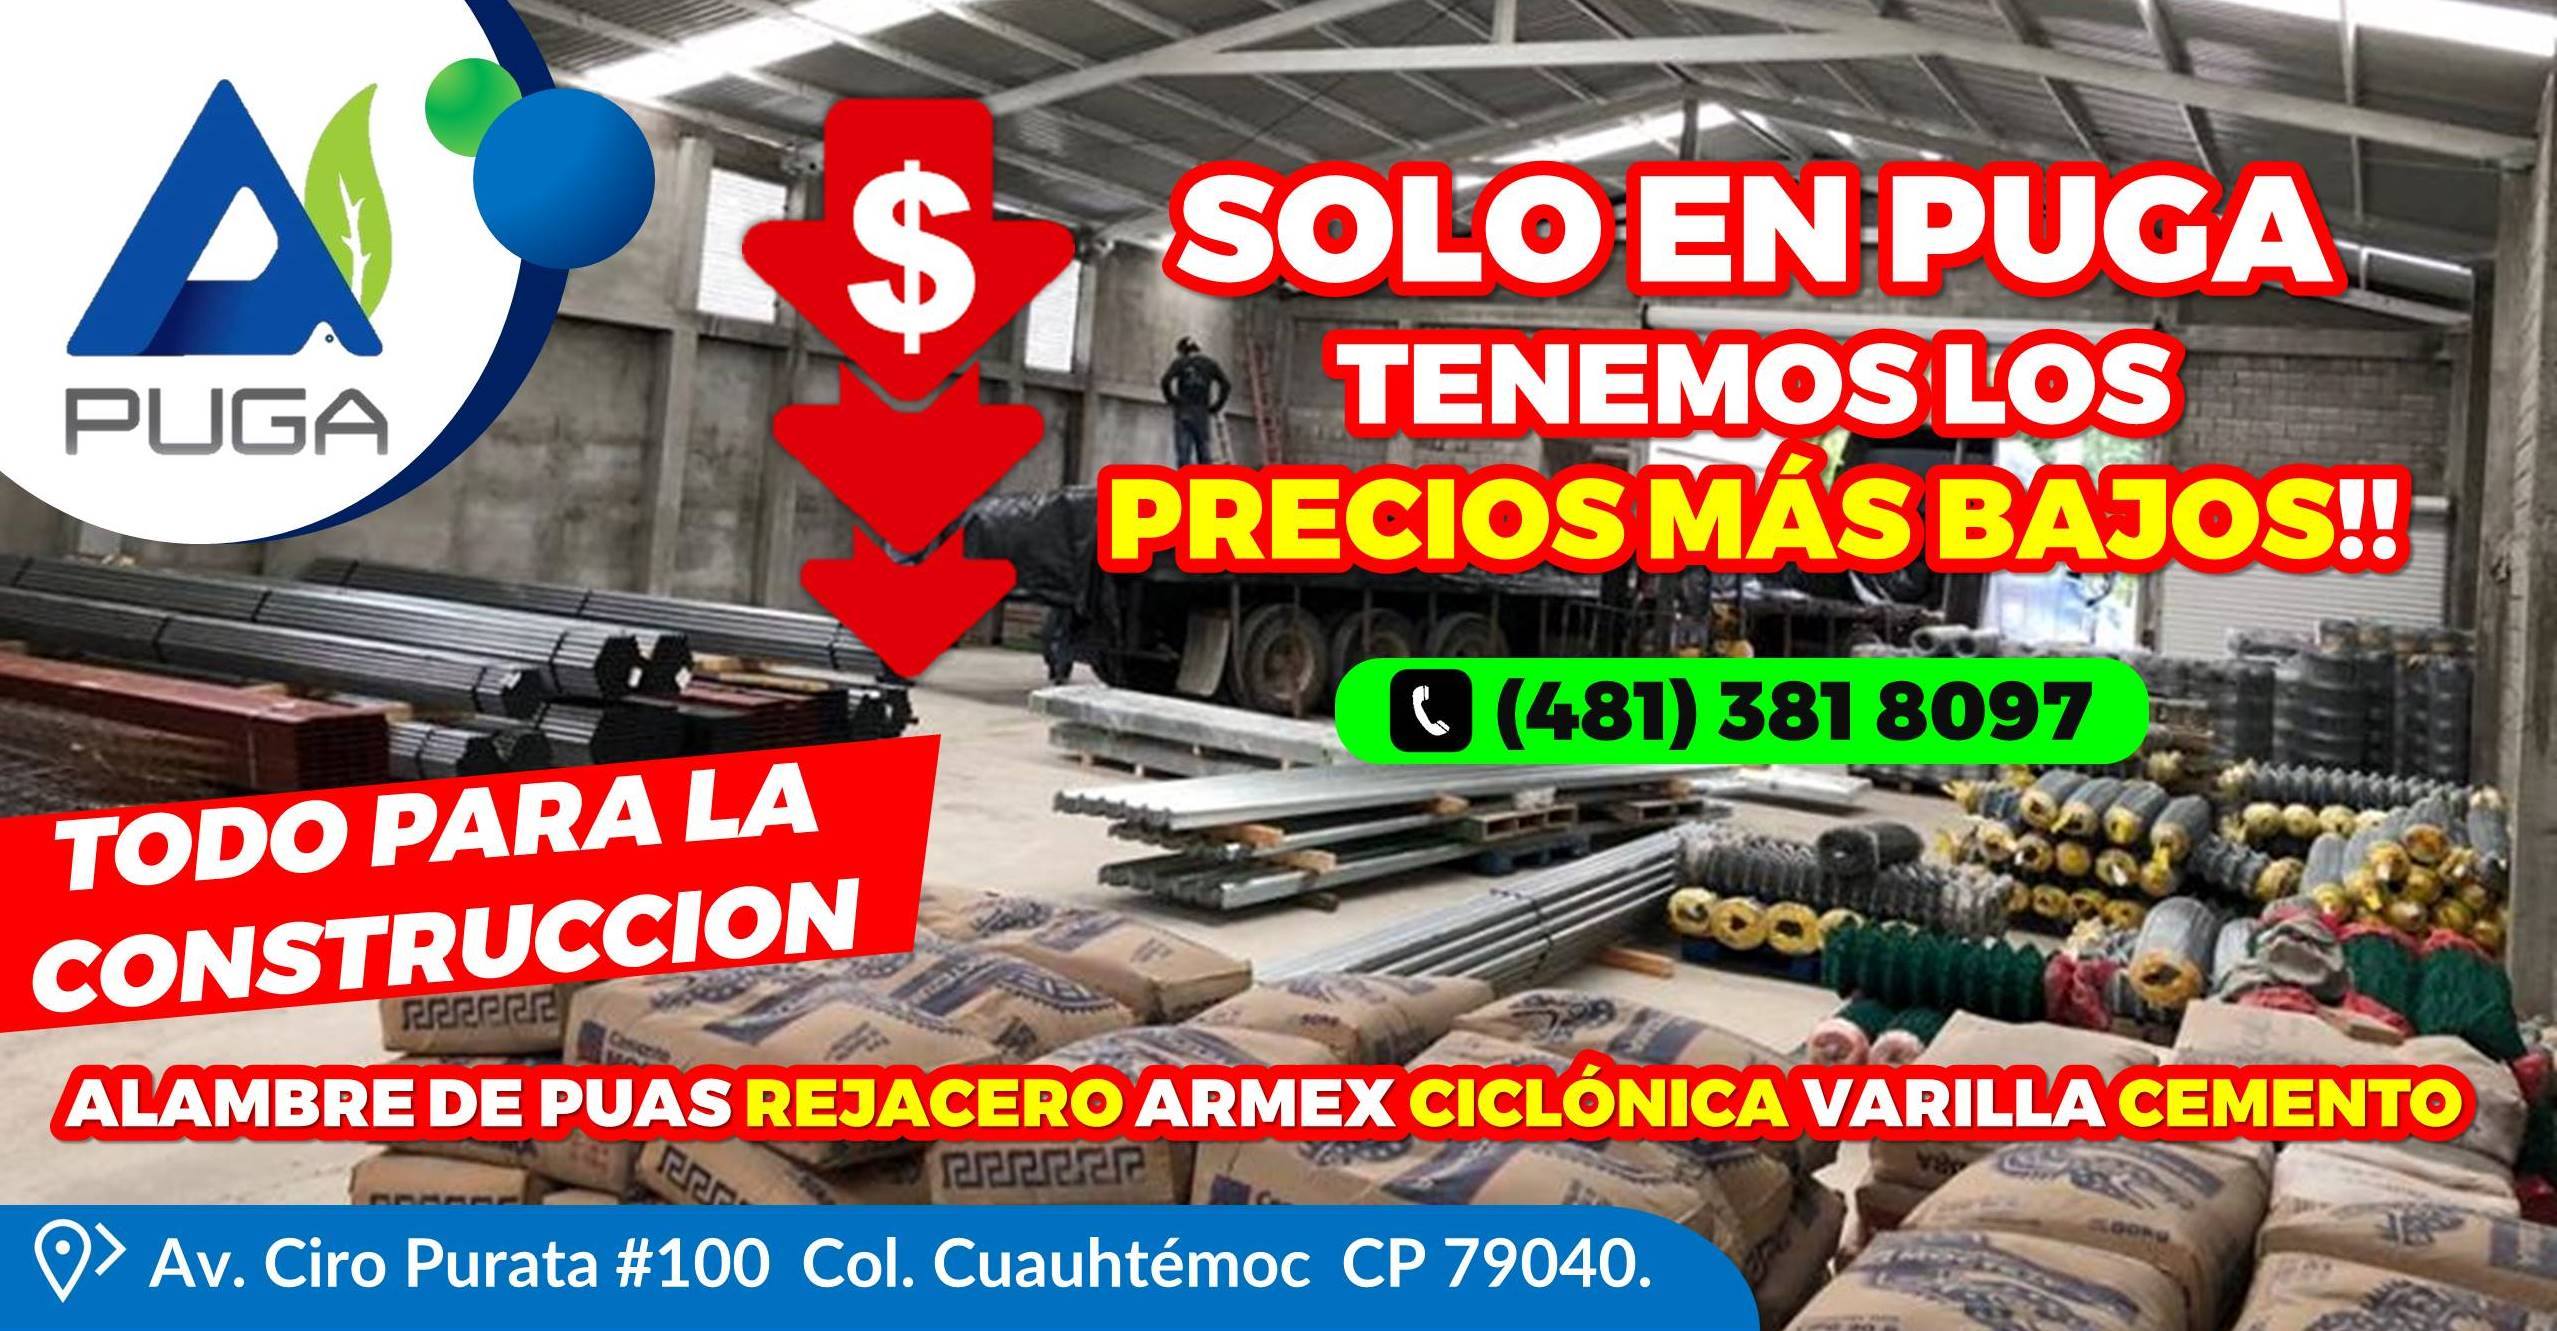 PUGA
$
SOLO EN PUGA
TENEMOS LOS
PRECIOS MÁS BAJOS!!
(481) 381 8097
TODO PARA LA
CONSTRUCCION
ALAMBRE DE PUAS REJACERO ARMEX CICLÓNICA VARILLA CEMENTO
Av. Ciro Purata #100 Col. Cuauhtémoc CP 79040.